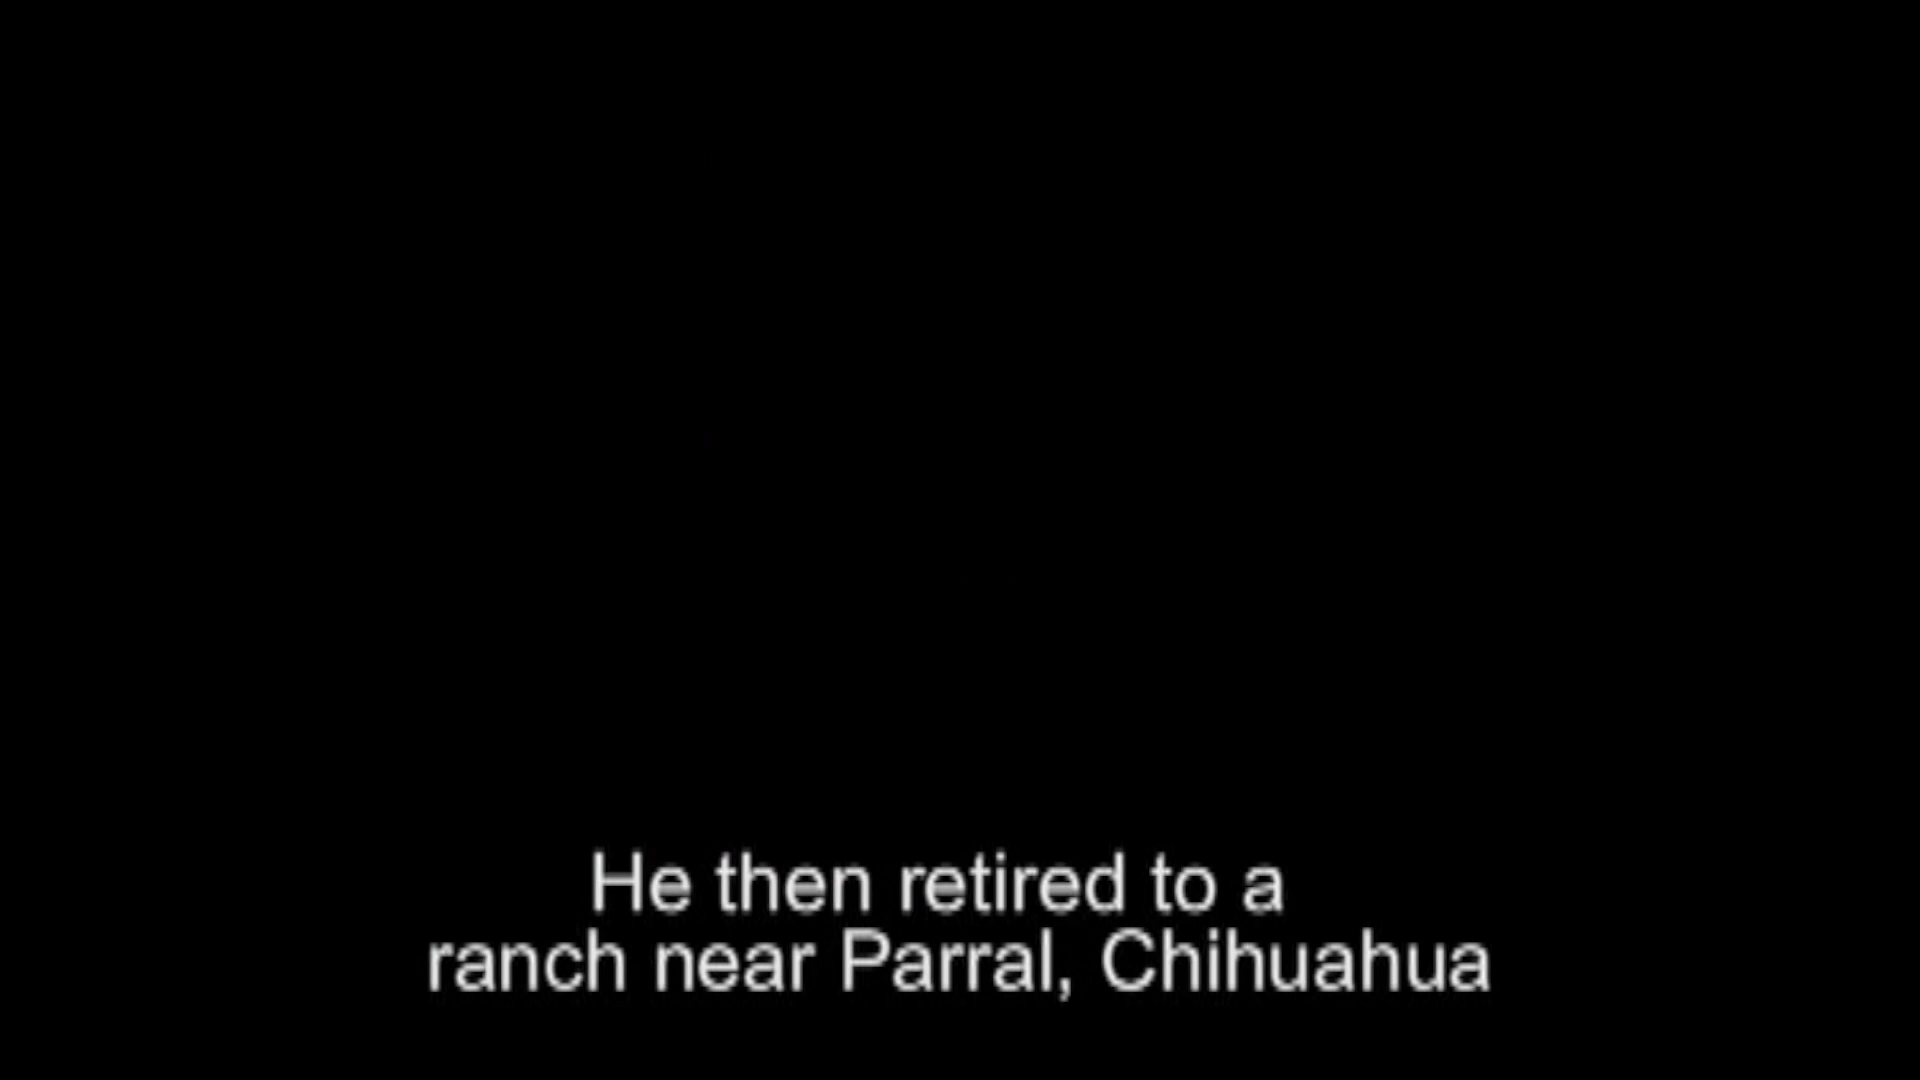 He then retired to a
ranch near Parral, Chihuahua